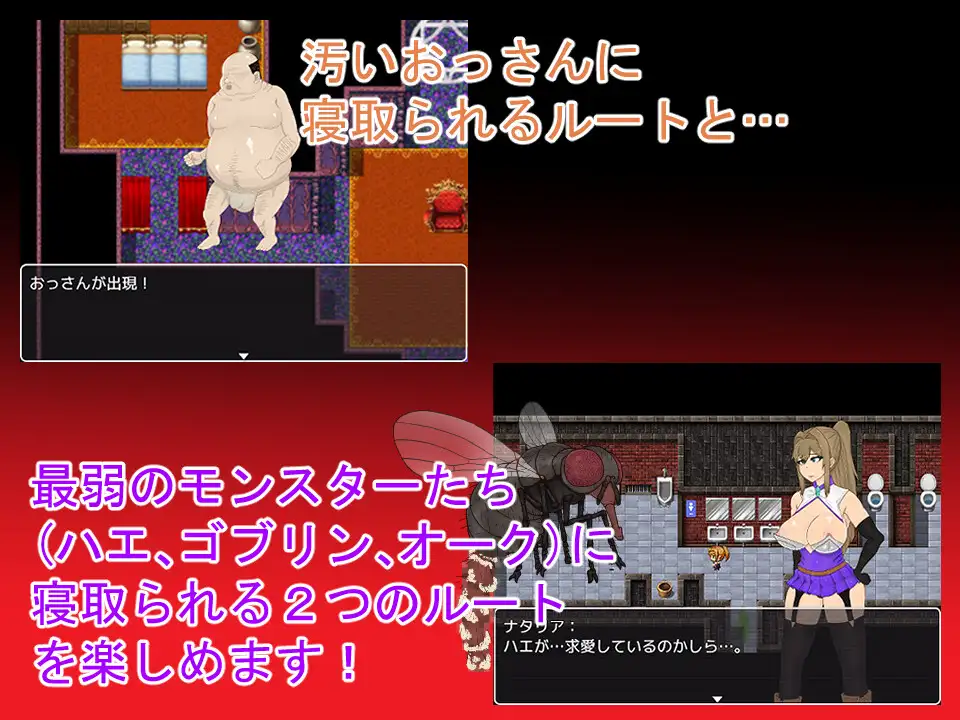 汚いおっさんに
寝取られるルートと…
おっさんが出現！
最弱のモンスターたち
（ハエ、ゴブリン、オーク）に
寝取られる２つのルート
を楽しめます！
ナタリア：
ハエが…求愛しているのかしら…。